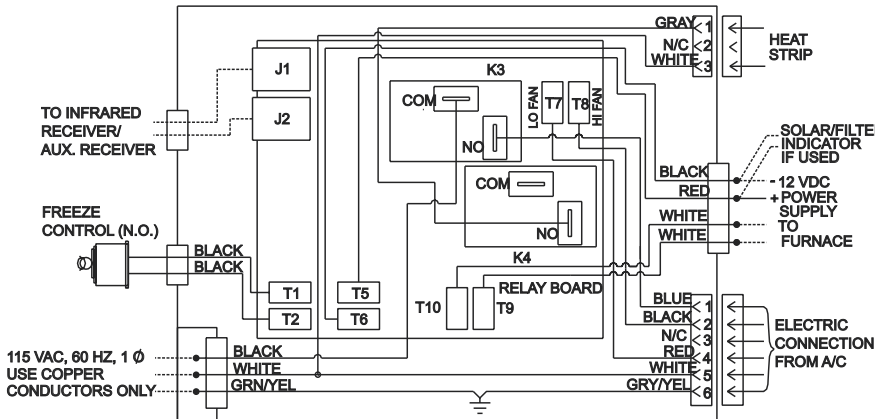 GRAY 1
N/C 2
WHITE 3
HEAT
STRIP
J1
J2
K3
COM
NO
LO FAN
T7
T8
HI FAN
TO INFRARED
RECEIVER/
AUX. RECEIVER
SOLAR/FILTE
INDICATOR
IF USED
BLACK
RED
WHITE
WHITE
- 12 VDC
+ POWER
SUPPLY
TO
FURNACE
COM
NO
K4
FREEZE
CONTROL (N.O.)
BLACK
BLACK
T1
T2
T5
T6
T10
T9
RELAY BOARD
BLUE 1
BLACK 2
N/C 3
RED 4
WHITE 5
GRY/YEL 6
ELECTRIC
CONNECTION
FROM A/C
115 VAC, 60 HZ, 1 Ø
USE COPPER
CONDUCTORS ONLY
BLACK
WHITE
GRN/YEL